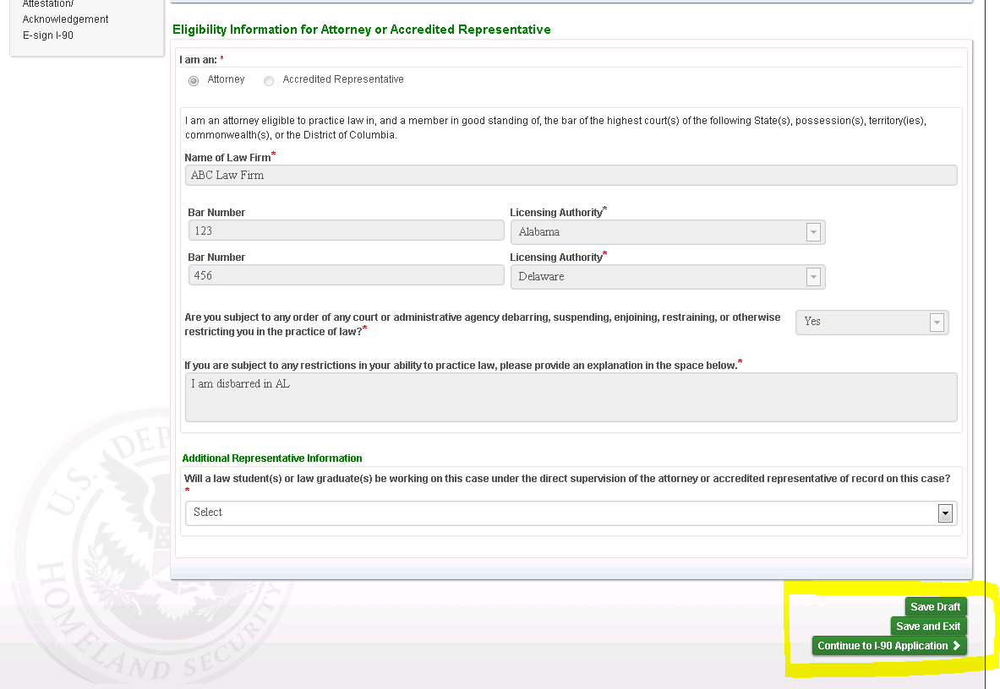 Attestation/
Acknowledgement
E-sign I-90
Eligibility Information for Attorney or Accredited Representative
I am an: *
Attorney Accredited Representative
I am an attorney eligible to practice law in, and a member in good standing of, the bar of the highest court(s) of the following State(s), possession(s), territory(ies),
commonwealth(s), or the District of Columbia.
Name of Law Firm*
ABC Law Firm
Bar Number Licensing Authority*
123 Alabama
Bar Number Licensing Authority*
456 Delaware
Are you subject to any order of any court or administrative agency debarring, suspending, enjoining, restraining, or otherwise
restricting you in the practice of law?*
Yes
If you are subject to any restrictions in your ability to practice law, please provide an explanation in the space below.*
I am disbarred in AL
Additional Representative Information
Will a law student(s) or law graduate(s) be working on this case under the direct supervision of the attorney or accredited representative of record on this case?
*
Select
Save Draft
Save and Exit
Continue to I-90 Application
U.S. DEP
HOMELAND SECURITY